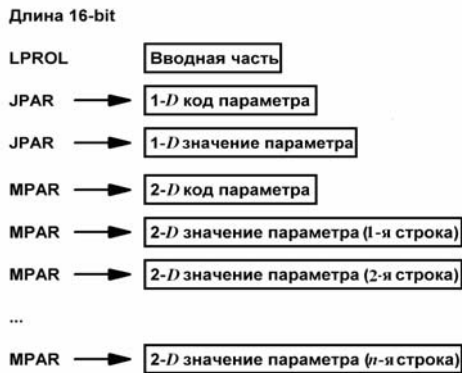 Длина 16-bit
LPROL Вводная часть
JPAR 1-D код параметра
JPAR 1-D значение параметра
MPAR 2-D код параметра
MPAR 2-D значение параметра (1-я строка)
MPAR 2-D значение параметра (2-я строка)
...
MPAR 2-D значение параметра (n-я строка)